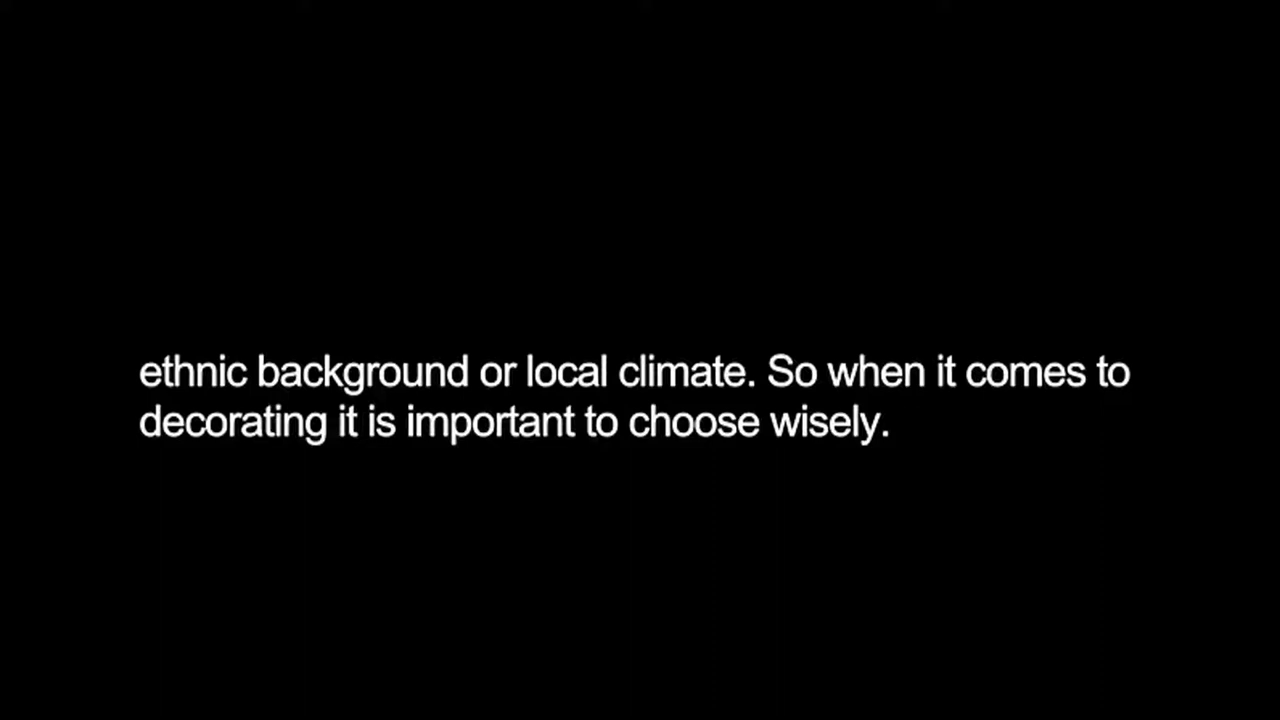 ethnic background or local climate. So when it comes to
decorating it is important to choose wisely.